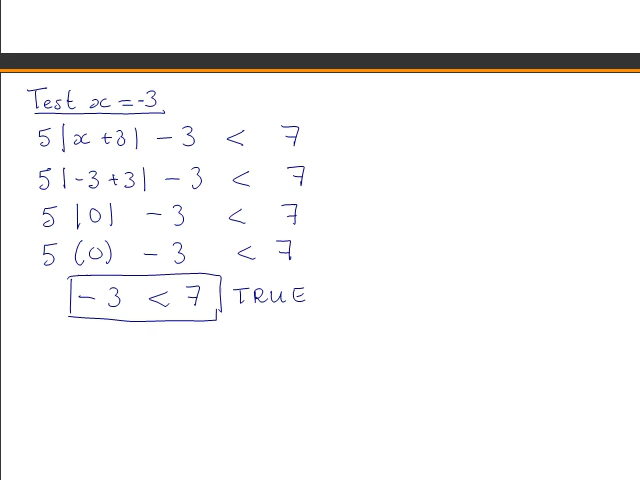 Test x = -3
5|x + 3| - 3 < 7
5|-3 + 3| - 3 < 7
5 |0| - 3 < 7
5 (0) - 3 < 7
- 3 < 7 TRUE